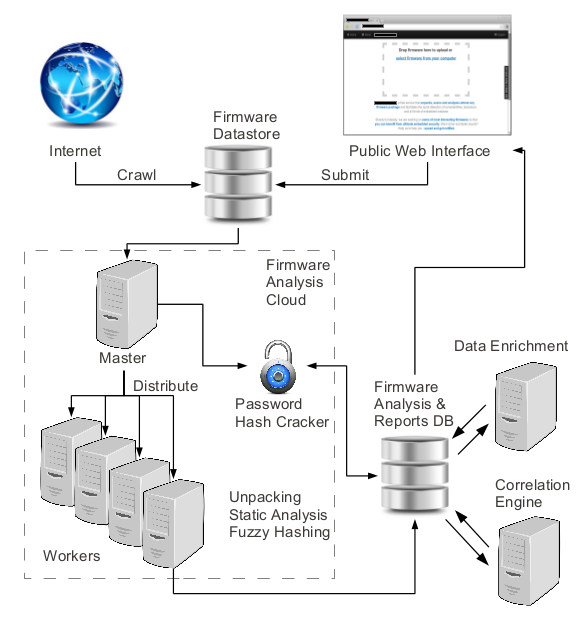 Drop firmware here to upload or
select firmware from your computer
Firmware
Datastore
Internet
Public Web Interface
Crawl
Submit
Firmware
Analysis
Cloud
Master
Distribute
Password
Hash Cracker
Data Enrichment
Firmware
Analysis &
Reports DB
Correlation
Engine
Unpacking
Static Analysis
Fuzzy Hashing
Workers